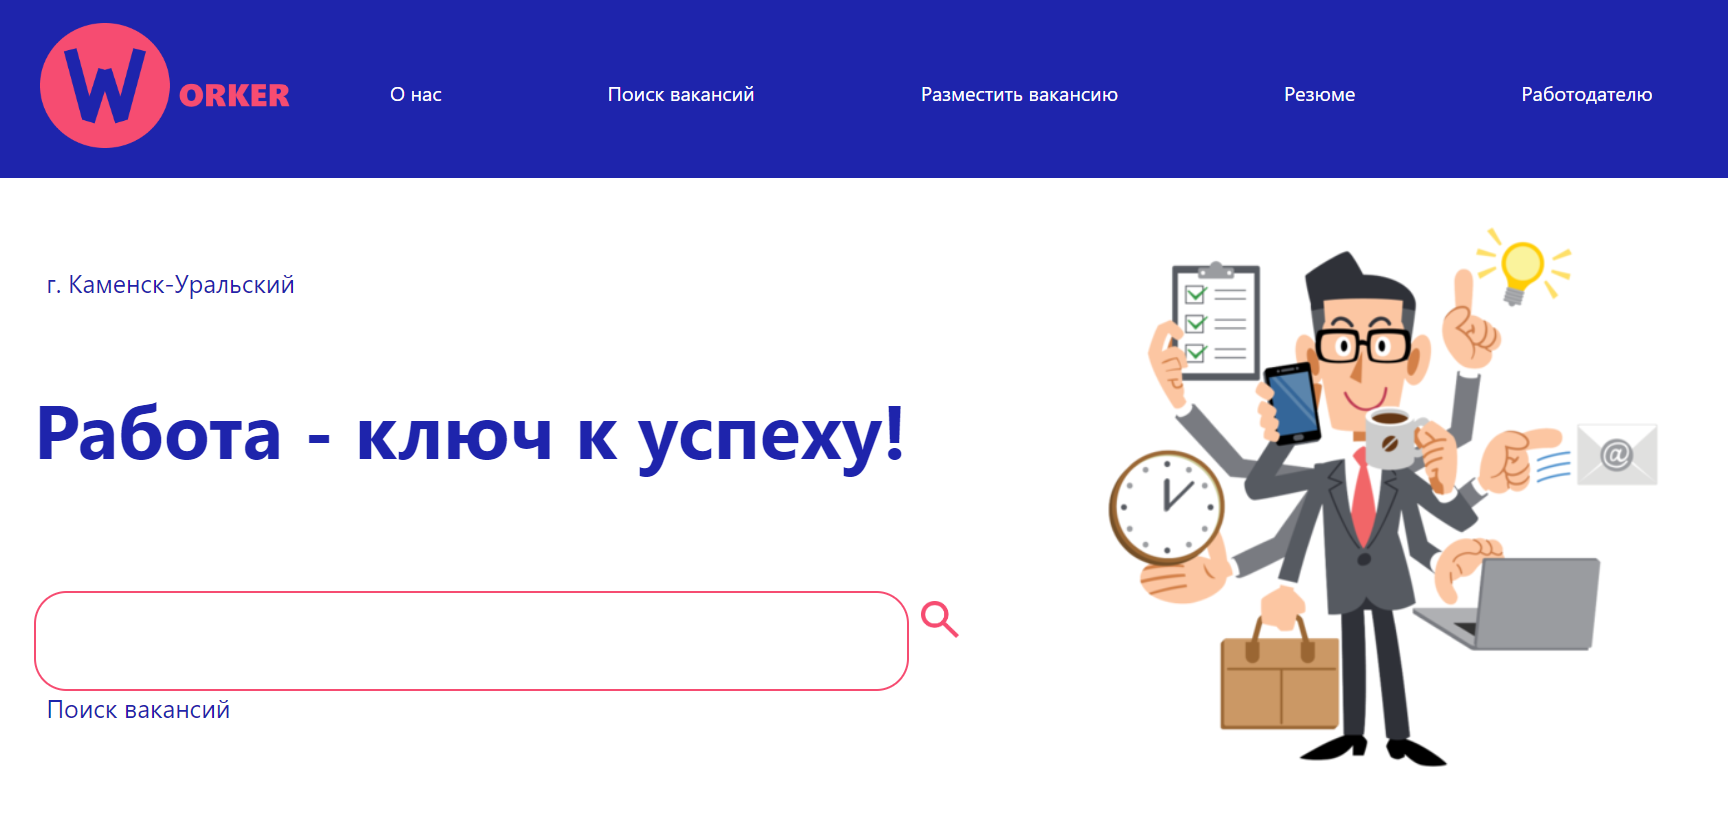 W ORKER
О нас
Поиск вакансий
Разместить вакансию
Резюме
Работодателю
г. Каменск-Уральский
Работа - ключ к успеху!
@
Поиск вакансий